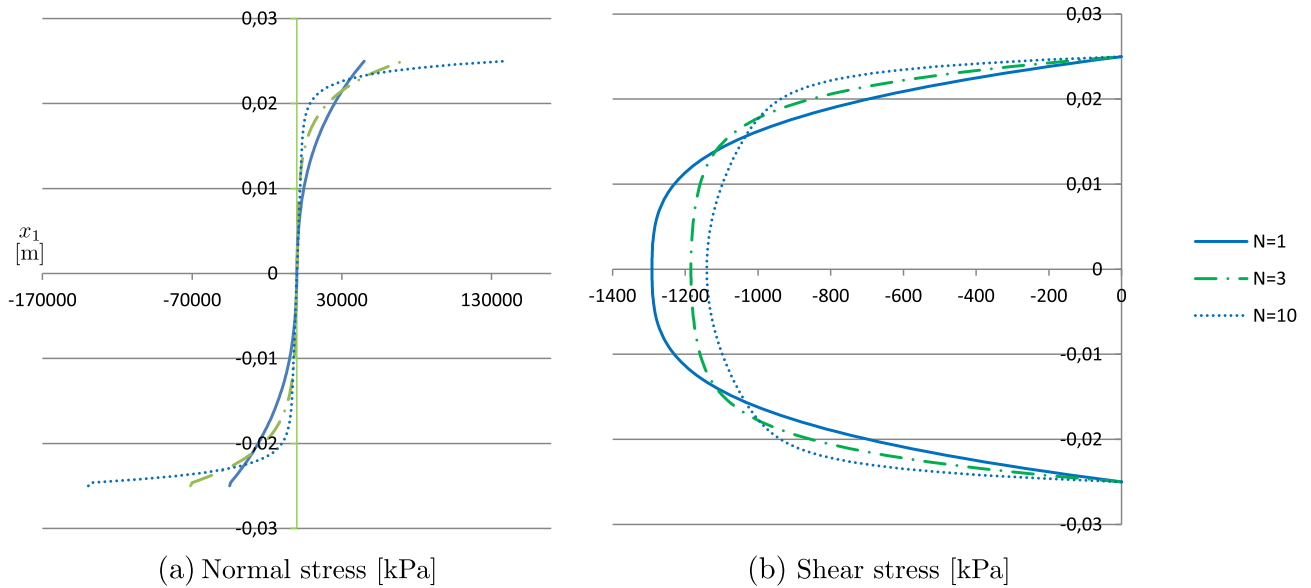 0,03
0,02
0,01
x1
[m]
0
-170000 -70000 30000 130000
-0,01
-0,02
-0,03
(a) Normal stress [kPa]
0,03
0,02
0,01
0
-1400 -1200 -1000 -800 -600 -400 -200 0
-0,01
-0,02
-0,03
(b) Shear stress [kPa]
N=1
N=3
N=10